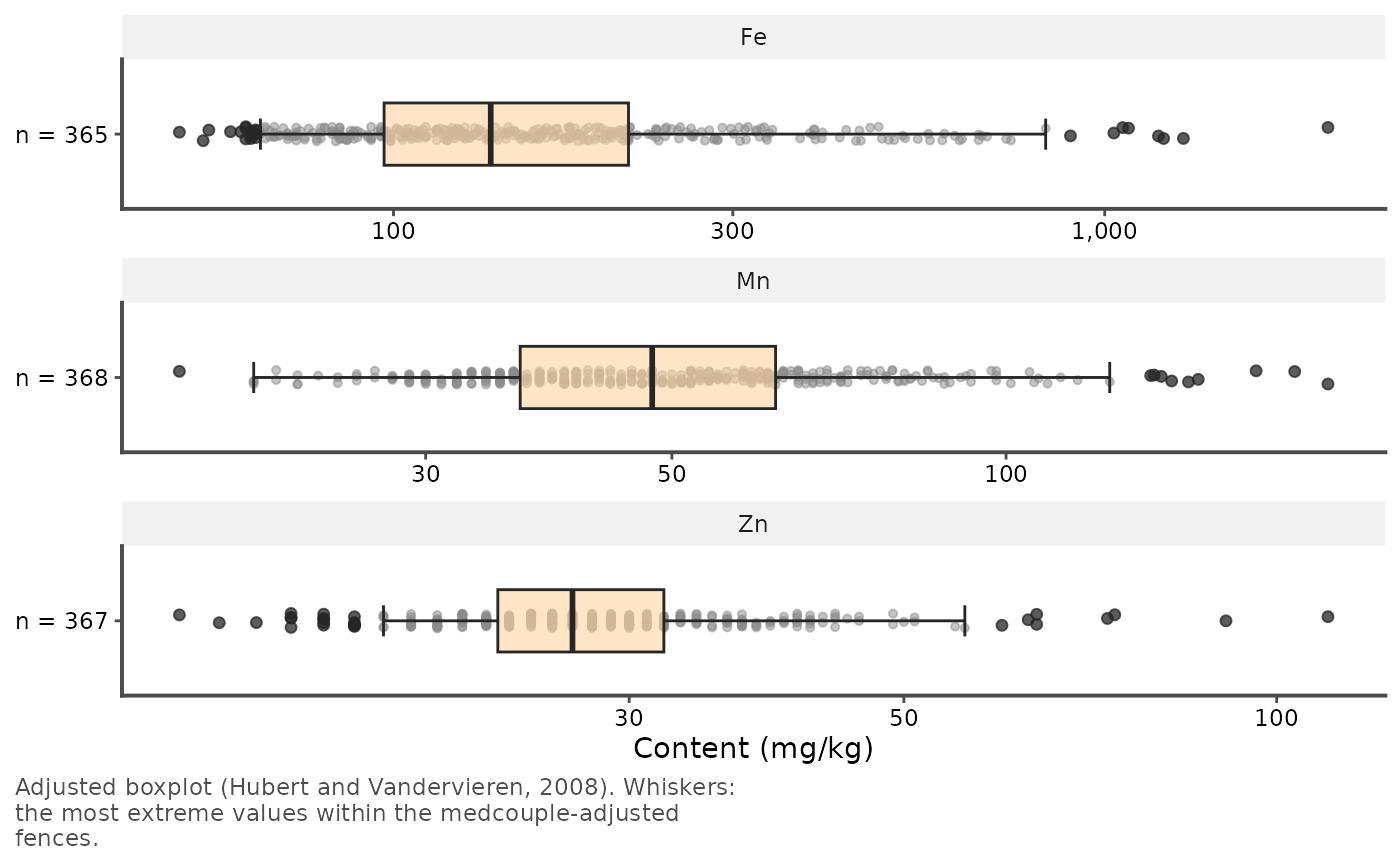 Fe
n = 365
100 300 1,000
Mn
n = 368
30 50 100
Zn
n = 367
30 50 100
Content (mg/kg)
Adjusted boxplot (Hubert and Vandervieren, 2008). Whiskers:
the most extreme values within the medcouple-adjusted
fences.